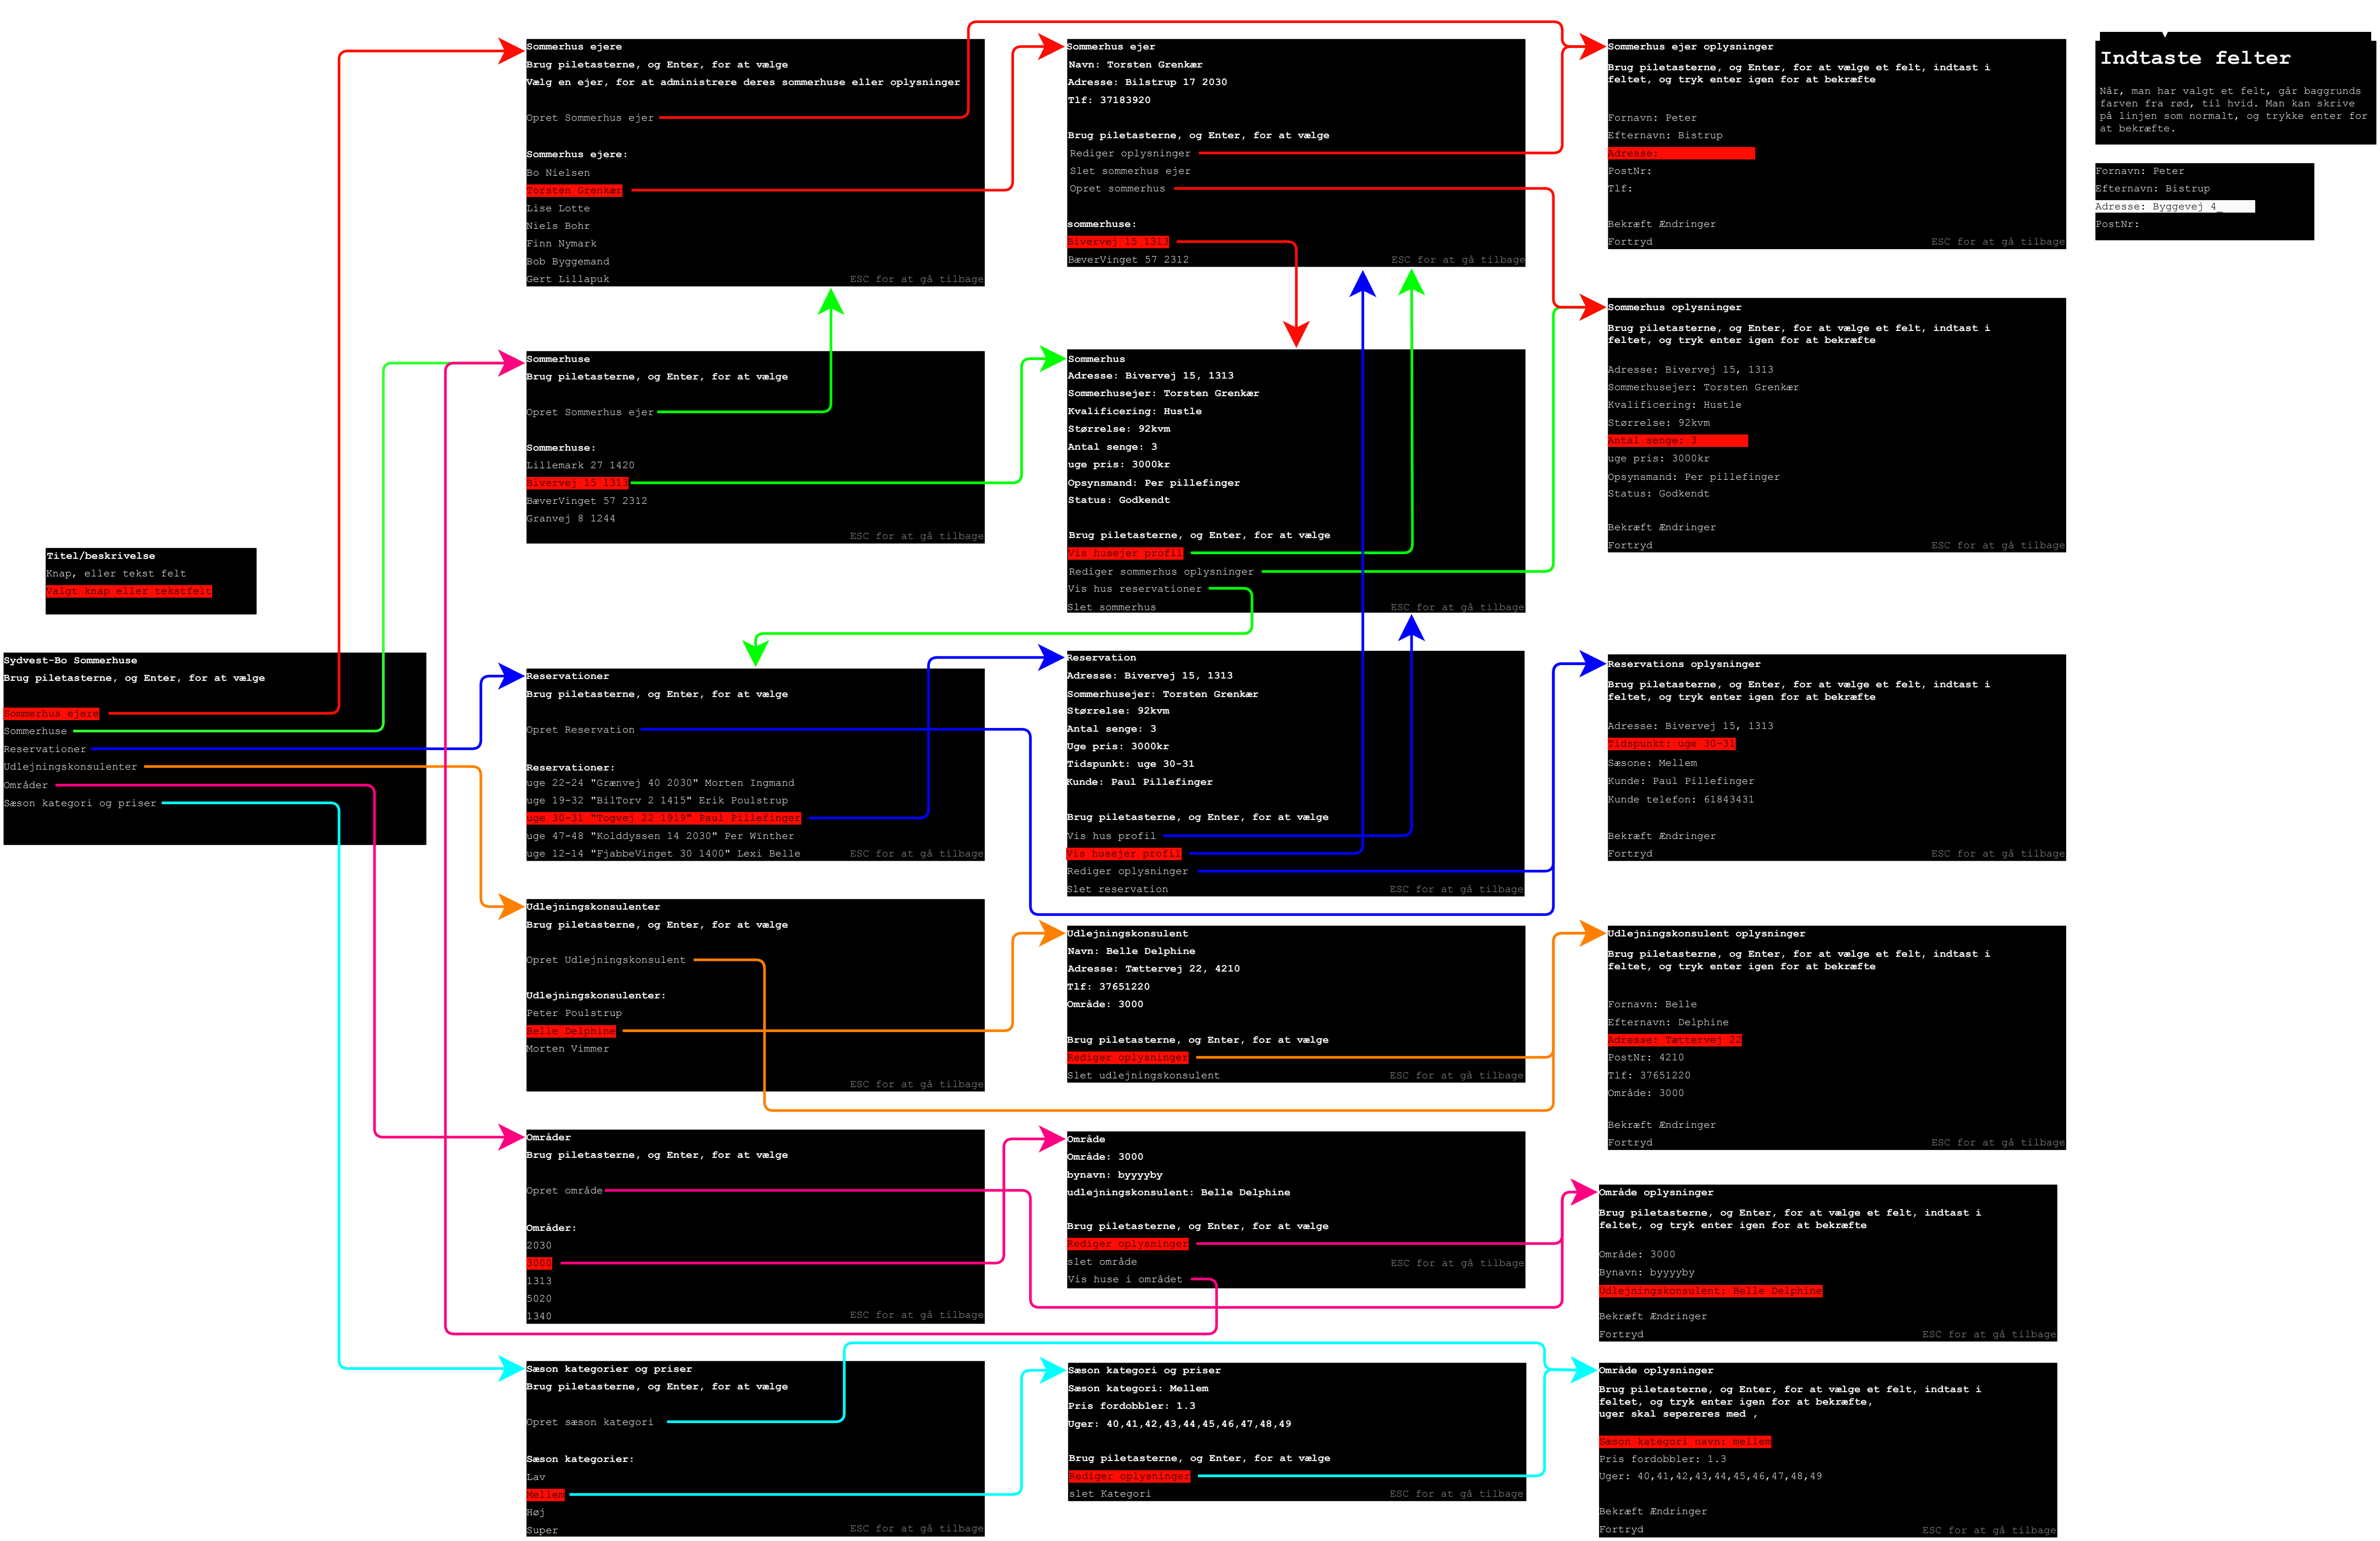 Titel/beskrivelse
Knap, eller tekst felt
Valgt knap eller tekstfelt
Sydvest-Bo Sommerhuse
Brug piletasterne, og Enter, for at vælge
Sommerhus ejere
Sommerhuse
Reservationer
Udlejningskonsulenter
Områder
Sæson kategori og priser
Sommerhus ejere
Brug piletasterne, og Enter, for at vælge
Vælg en ejer, for at administrere deres sommerhuse eller oplysninger
Opret Sommerhus ejer
Sommerhus ejere:
Bo Nielsen
Torsten Grenkær
Lise Lotte
Niels Bohr
Finn Nymark
Bob Byggemand
Gert Lillapuk
ESC for at gå tilbage
Sommerhus ejer
Navn: Torsten Grenkær
Adresse: Bilstrup 17 2030
Tlf: 37183920
Brug piletasterne, og Enter, for at vælge
Rediger oplysninger
Slet sommerhus ejer
Opret sommerhus
sommerhuse:
Bivervej 15 1313
BæverVinget 57 2312
ESC for at gå tilbage
Sommerhus ejer oplysninger
Brug piletasterne, og Enter, for at vælge et felt, indtast i
feltet, og tryk enter igen for at bekræfte
Fornavn: Peter
Efternavn: Bistrup
Adresse:
PostNr:
Tlf:
Bekræft Ændringer
Fortryd
ESC for at gå tilbage
Indtaste felter
Når, man har valgt et felt, går baggrunds
farven fra rød, til hvid. Man kan skrive
på linjen som normalt, og trykke enter for
at bekræfte.
Fornavn: Peter
Efternavn: Bistrup
Adresse: Byggevej 4_
PostNr:
Sommerhuse
Brug piletasterne, og Enter, for at vælge
Opret Sommerhus ejer
Sommerhuse:
Lillemark 27 1420
Bivervej 15 1313
BæverVinget 57 2312
Granvej 8 1244
ESC for at gå tilbage
Sommerhus
Adresse: Bivervej 15, 1313
Sommerhusejer: Torsten Grenkær
Kvalificering: Hustle
Størrelse: 92kvm
Antal senge: 3
uge pris: 3000kr
Opsynsmand: Per pillefinger
Status: Godkendt
Brug piletasterne, og Enter, for at vælge
Vis husejer profil
Rediger sommerhus oplysninger
Vis hus reservationer
Slet sommerhus
ESC for at gå tilbage
Sommerhus oplysninger
Brug piletasterne, og Enter, for at vælge et felt, indtast i
feltet, og tryk enter igen for at bekræfte
Adresse: Bivervej 15, 1313
Sommerhusejer: Torsten Grenkær
Kvalificering: Hustle
Størrelse: 92kvm
Antal senge: 3
uge pris: 3000kr
Opsynsmand: Per pillefinger
Status: Godkendt
Bekræft Ændringer
Fortryd
ESC for at gå tilbage
Reservationer
Brug piletasterne, og Enter, for at vælge
Opret Reservation
Reservationer:
uge 22-24 "Grænvej 40 2030" Morten Ingmand
uge 19-32 "BilTorv 2 1415" Erik Poulstrup
uge 30-31 "Togvej 22 1919" Paul Pillefinger
uge 47-48 "Kolddyssen 14 2030" Per Winther
uge 12-14 "FjabbeVinget 30 1400" Lexi Belle
ESC for at gå tilbage
Reservation
Adresse: Bivervej 15, 1313
Sommerhusejer: Torsten Grenkær
Størrelse: 92kvm
Antal senge: 3
Uge pris: 3000kr
Tidspunkt: uge 30-31
Kunde: Paul Pillefinger
Brug piletasterne, og Enter, for at vælge
Vis hus profil
Vis husejer profil
Rediger oplysninger
Slet reservation
ESC for at gå tilbage
Reservations oplysninger
Brug piletasterne, og Enter, for at vælge et felt, indtast i
feltet, og tryk enter igen for at bekræfte
Adresse: Bivervej 15, 1313
Tidspunkt: uge 30-31
Sæsone: Mellem
Kunde: Paul Pillefinger
Kunde telefon: 61843431
Bekræft Ændringer
Fortryd
ESC for at gå tilbage
Udlejningskonsulenter
Brug piletasterne, og Enter, for at vælge
Opret Udlejningskonsulent
Udlejningskonsulenter:
Peter Poulstrup
Belle Delphine
Morten Vimmer
ESC for at gå tilbage
Udlejningskonsulent
Navn: Belle Delphine
Adresse: Tættervej 22, 4210
Tlf: 37651220
Område: 3000
Brug piletasterne, og Enter, for at vælge
Rediger oplysninger
Slet udlejningskonsulent
ESC for at gå tilbage
Udlejningskonsulent oplysninger
Brug piletasterne, og Enter, for at vælge et felt, indtast i
feltet, og tryk enter igen for at bekræfte
Fornavn: Belle
Efternavn: Delphine
Adresse: Tættervej 22
PostNr: 4210
Tlf: 37651220
Område: 3000
Bekræft Ændringer
Fortryd
ESC for at gå tilbage
Områder
Brug piletasterne, og Enter, for at vælge
Opret område
Områder:
2030
3000
1313
5020
1340
ESC for at gå tilbage
Område
Område: 3000
bynavn: byyyyby
udlejningskonsulent: Belle Delphine
Brug piletasterne, og Enter, for at vælge
Rediger oplysninger
slet område
Vis huse i området
ESC for at gå tilbage
Område oplysninger
Brug piletasterne, og Enter, for at vælge et felt, indtast i
feltet, og tryk enter igen for at bekræfte
Område: 3000
Bynavn: byyyyby
Udlejningskonsulent: Belle Delphine
Bekræft Ændringer
Fortryd
ESC for at gå tilbage
Sæson kategorier og priser
Brug piletasterne, og Enter, for at vælge
Opret sæson kategori
Sæson kategorier:
Lav
Mellem
Høj
Super
ESC for at gå tilbage
Sæson kategori og priser
Sæson kategori: Mellem
Pris fordobbler: 1.3
Uger: 40,41,42,43,44,45,46,47,48,49
Brug piletasterne, og Enter, for at vælge
Rediger oplysninger
slet Kategori
ESC for at gå tilbage
Område oplysninger
Brug piletasterne, og Enter, for at vælge et felt, indtast i
feltet, og tryk enter igen for at bekræfte,
uger skal sepereres med ,
Sæson kategori navn: mellem
Pris fordobbler: 1.3
Uger: 40,41,42,43,44,45,46,47,48,49
Bekræft Ændringer
Fortryd
ESC for at gå tilbage